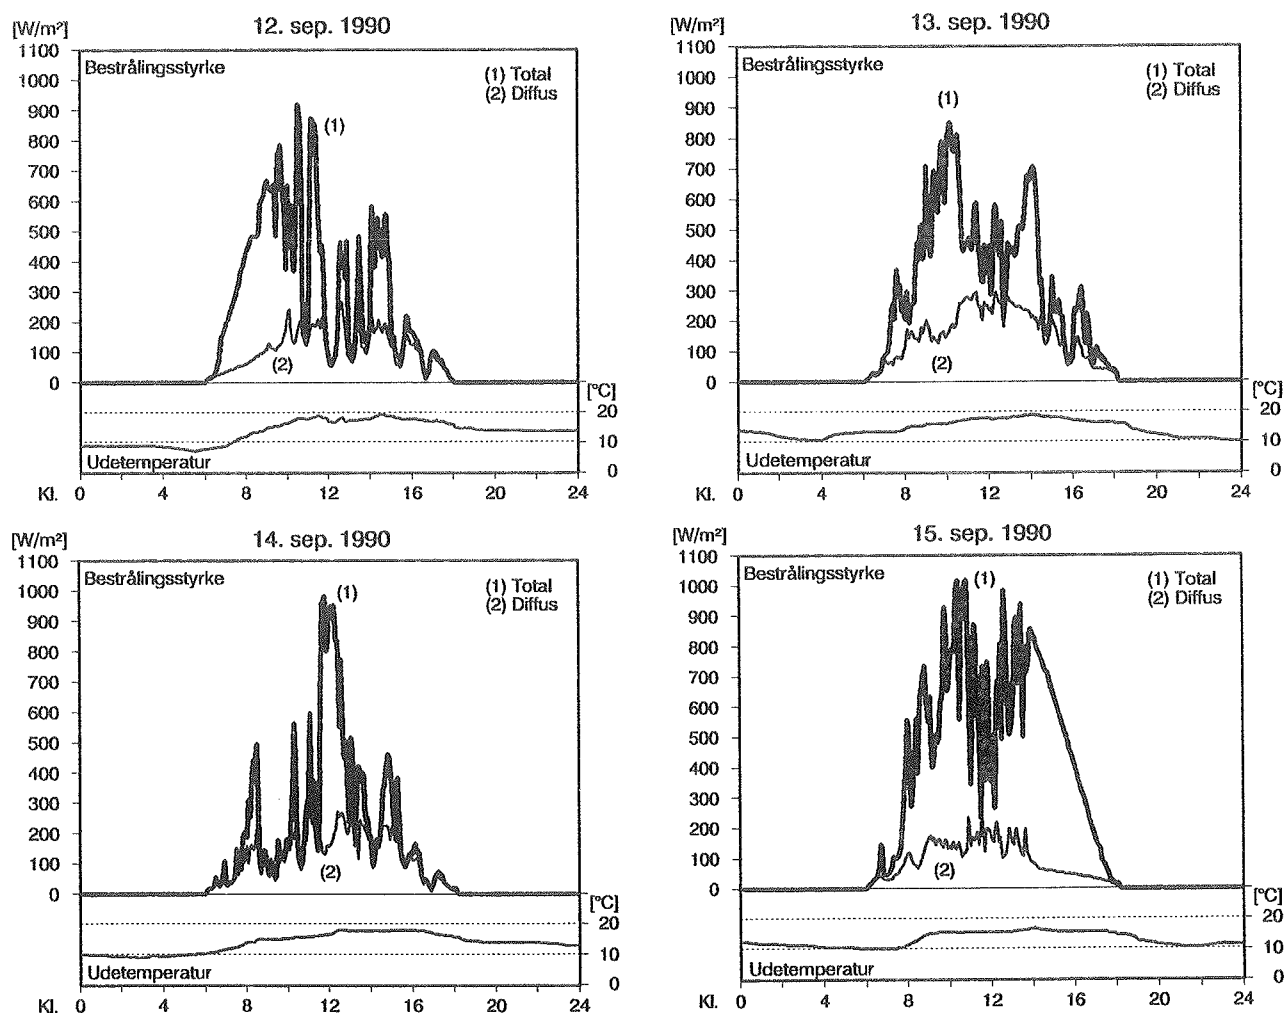 12. sep. 1990
[W/m²]
1100
1000
900
800
700
600
500
400
300
200
100
0
Bestrålingsstyrke
(1) Total
(2) Diffus
(1)
(2)
[°C]
20
10
0
Udetemperatur
Kl. 0 4 8 12 16 20 24
13. sep. 1990
[W/m²]
1100
1000
900
800
700
600
500
400
300
200
100
0
Bestrålingsstyrke
(1) Total
(2) Diffus
(1)
(2)
[°C]
20
10
0
Udetemperatur
Kl. 0 4 8 12 16 20 24
14. sep. 1990
[W/m²]
1100
1000
900
800
700
600
500
400
300
200
100
0
Bestrålingsstyrke
(1) Total
(2) Diffus
(1)
(2)
[°C]
20
10
0
Udetemperatur
Kl. 0 4 8 12 16 20 24
15. sep. 1990
[W/m²]
1100
1000
900
800
700
600
500
400
300
200
100
0
Bestrålingsstyrke
(1) Total
(2) Diffus
(1)
(2)
[°C]
20
10
0
Udetemperatur
Kl. 0 4 8 12 16 20 24